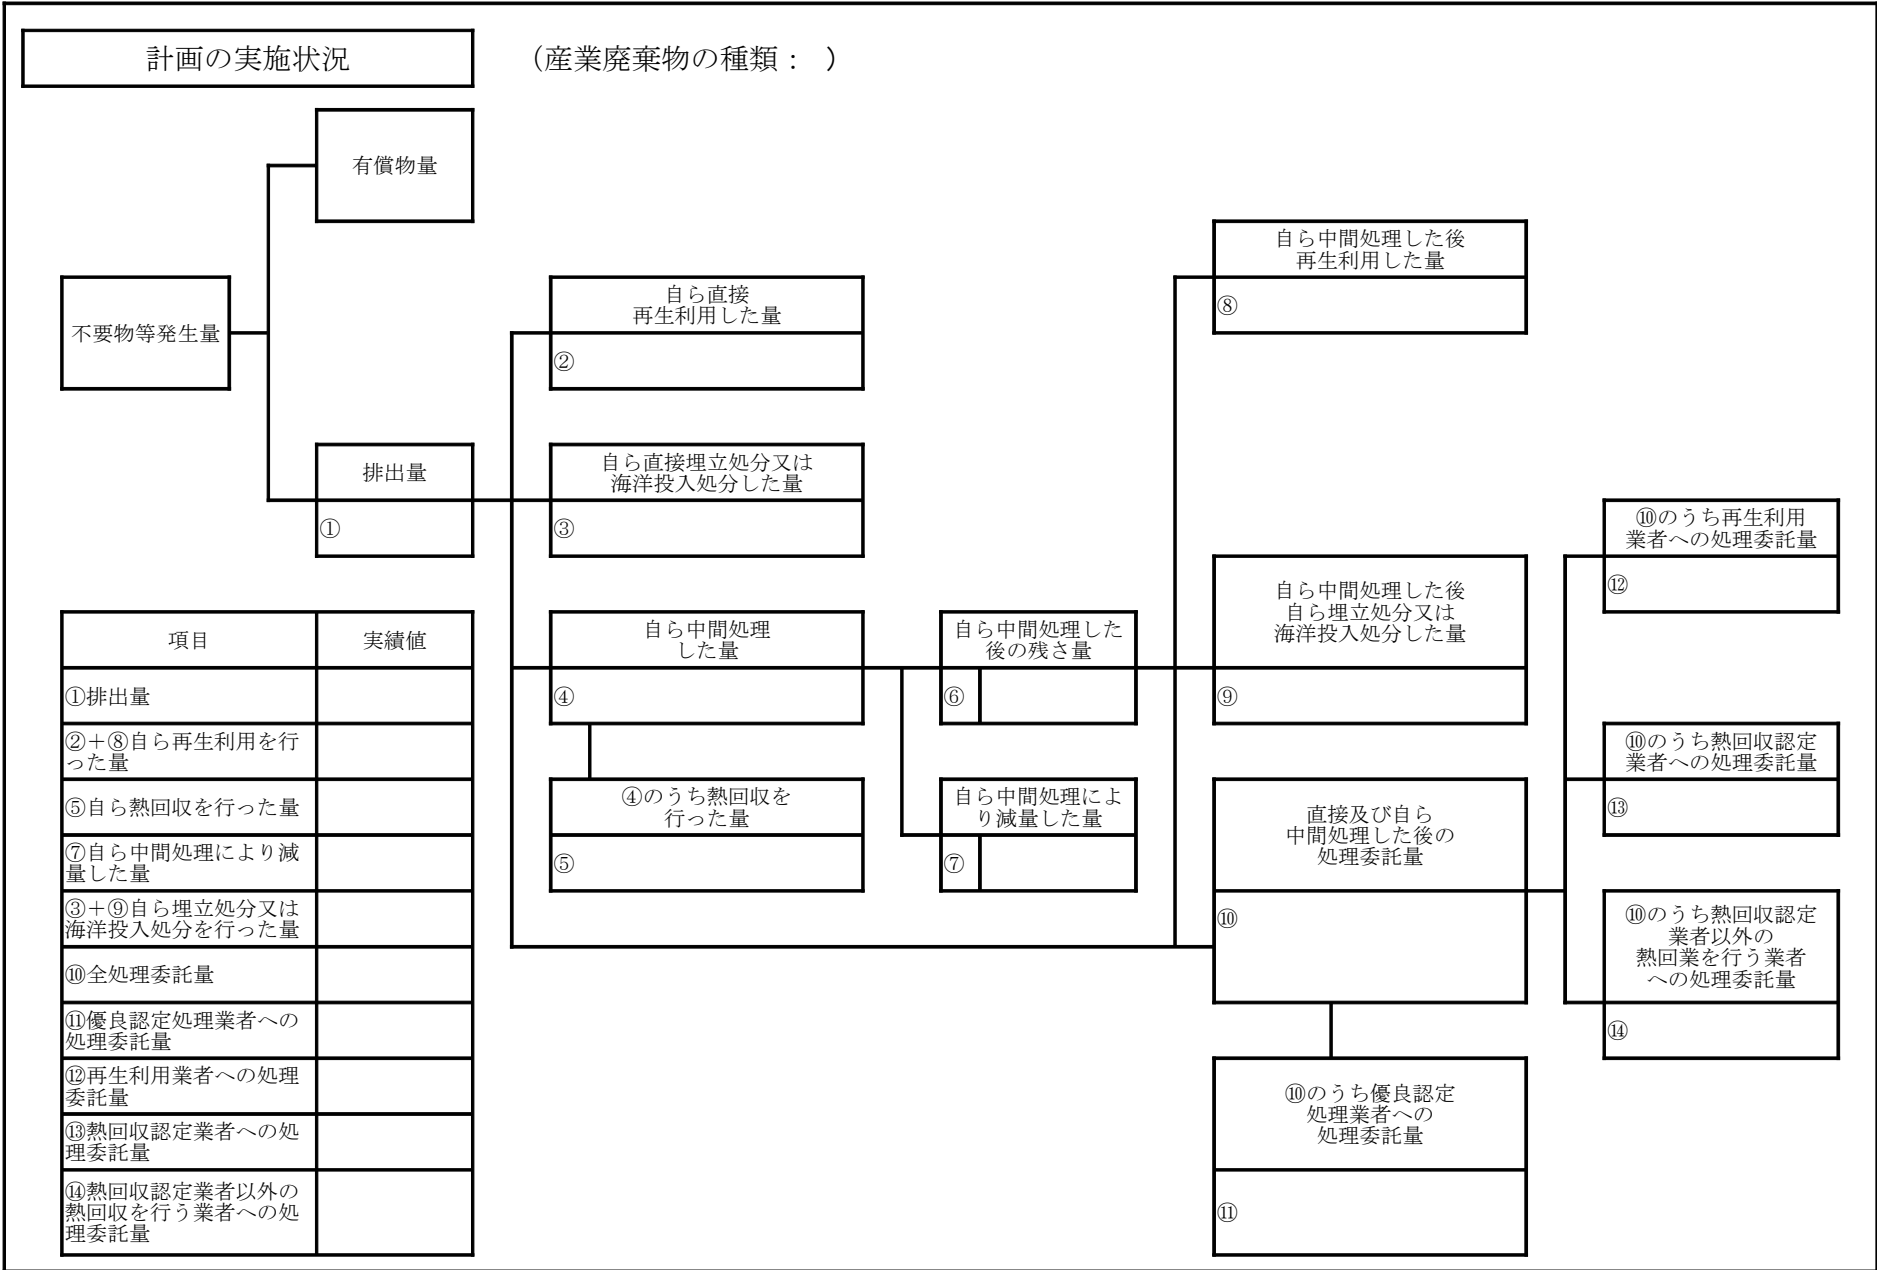 計画の実施状況
（産業廃棄物の種類： ）
有償物量
不要物等発生量
排出量
①
自ら直接
再生利用した量
②
自ら直接埋立処分又は
海洋投入処分した量
③
自ら中間処理
した量
④
④のうち熱回収を
行った量
⑤
自ら中間処理した
後の残さ量
⑥
自ら中間処理によ
り減量した量
⑦
自ら中間処理した後
再生利用した量
⑧
自ら中間処理した後
自ら埋立処分又は
海洋投入処分した量
⑨
直接及び自ら
中間処理した後の
処理委託量
⑩
⑩のうち優良認定
処理業者への
処理委託量
⑪
⑩のうち再生利用
業者への処理委託量
⑫
⑩のうち熱回収認定
業者への処理委託量
⑬
⑩のうち熱回収認定
業者以外の
熱回業を行う業者
への処理委託量
⑭
項目 実績値
①排出量
②＋⑧自ら再生利用を行
った量
⑤自ら熱回収を行った量
⑦自ら中間処理により減
量した量
③＋⑨自ら埋立処分又は
海洋投入処分を行った量
⑩全処理委託量
⑪優良認定処理業者への
処理委託量
⑫再生利用業者への処理
委託量
⑬熱回収認定業者への処
理委託量
⑭熱回収認定業者以外の
熱回収を行う業者への処
理委託量